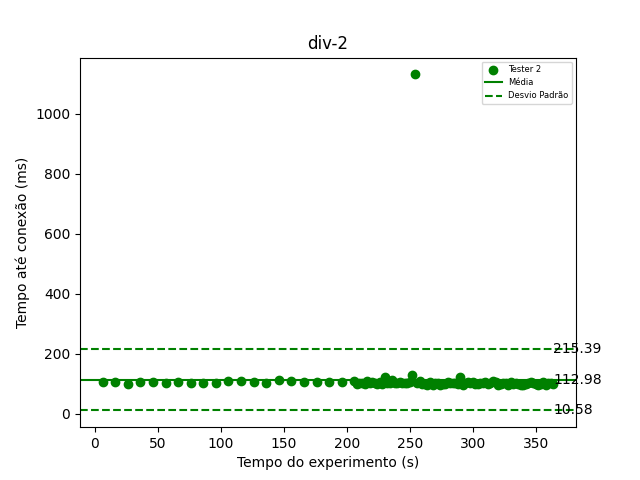 div-2
Tester 2
Média
Desvio Padrão
Tempo até conexão (ms)
1000
800
600
400
200
0
215.39
112.98
10.58
0 50 100 150 200 250 300 350
Tempo do experimento (s)